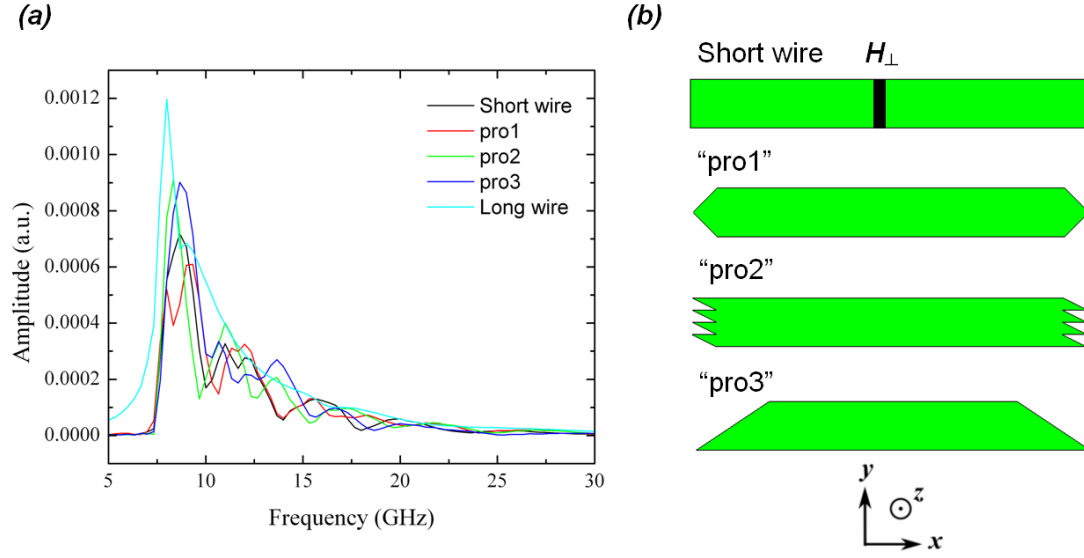 (a)
0.0012
0.0010
0.0008
0.0006
0.0004
0.0002
0.0000
Amplitude (a.u.)
5
10
15
20
25
30
Frequency (GHz)
Short wire
pro1
pro2
pro3
Long wire
(b)
Short wire H⊥
“pro1”
“pro2”
“pro3”
y
z
x